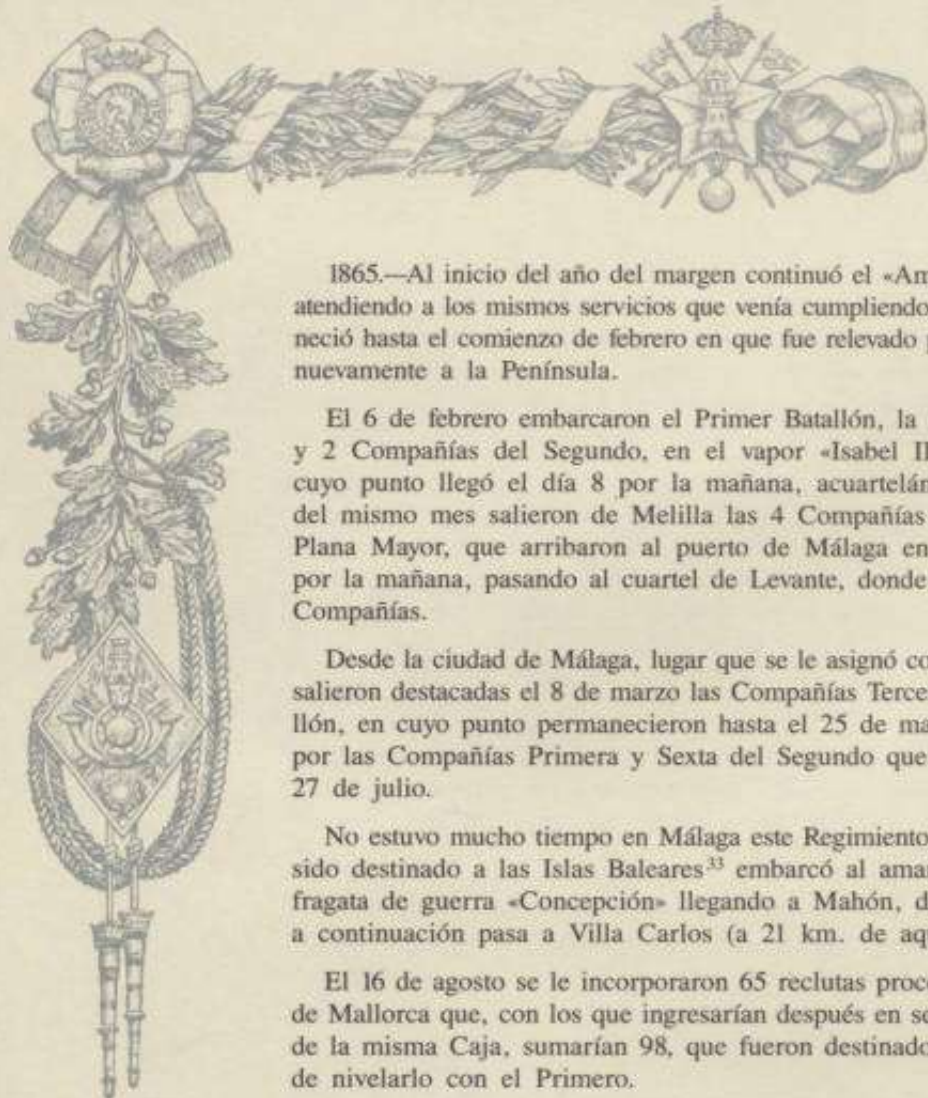 1865.—Al inicio del año del margen continuó el «Am
atendiendo a los mismos servicios que venía cumpliendo
neció hasta el comienzo de febrero en que fue relevado p
nuevamente a la Península.
El 6 de febrero embarcaron el Primer Batallón, la
y 2 Compañías del Segundo, en el vapor «Isabel II
cuyo punto llegó el día 8 por la mañana, acuartelán
del mismo mes salieron de Melilla las 4 Compañías
Plana Mayor, que arribaron al puerto de Málaga en
por la mañana, pasando al cuartel de Levante, donde
Compañías.
Desde la ciudad de Málaga, lugar que se le asignó co
salieron destacadas el 8 de marzo las Compañías Terce
llón, en cuyo punto permanecieron hasta el 25 de ma
por las Compañías Primera y Sexta del Segundo que
27 de julio.
No estuvo mucho tiempo en Málaga este Regimiento
sido destinado a las Islas Baleares³³ embarcó al amar
fragata de guerra «Concepción» llegando a Mahón, d
a continuación pasa a Villa Carlos (a 21 km. de aqu
El 16 de agosto se le incorporaron 65 reclutas proce
de Mallorca que, con los que ingresarían después en se
de la misma Caja, sumarían 98, que fueron destinado
de nivelarlo con el Primero.